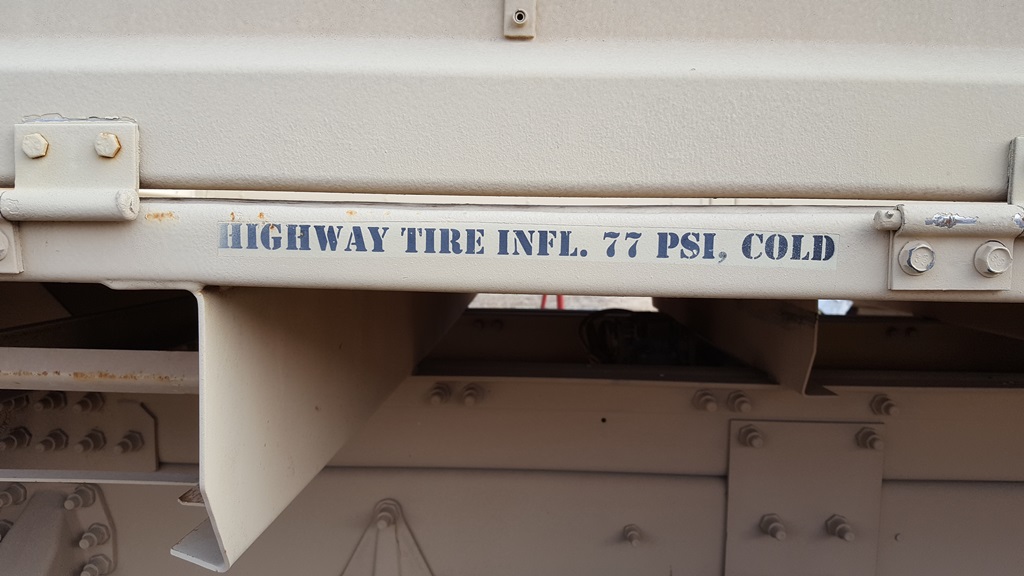 HIGHWAY TIRE INFL. 77 PSI, COLD